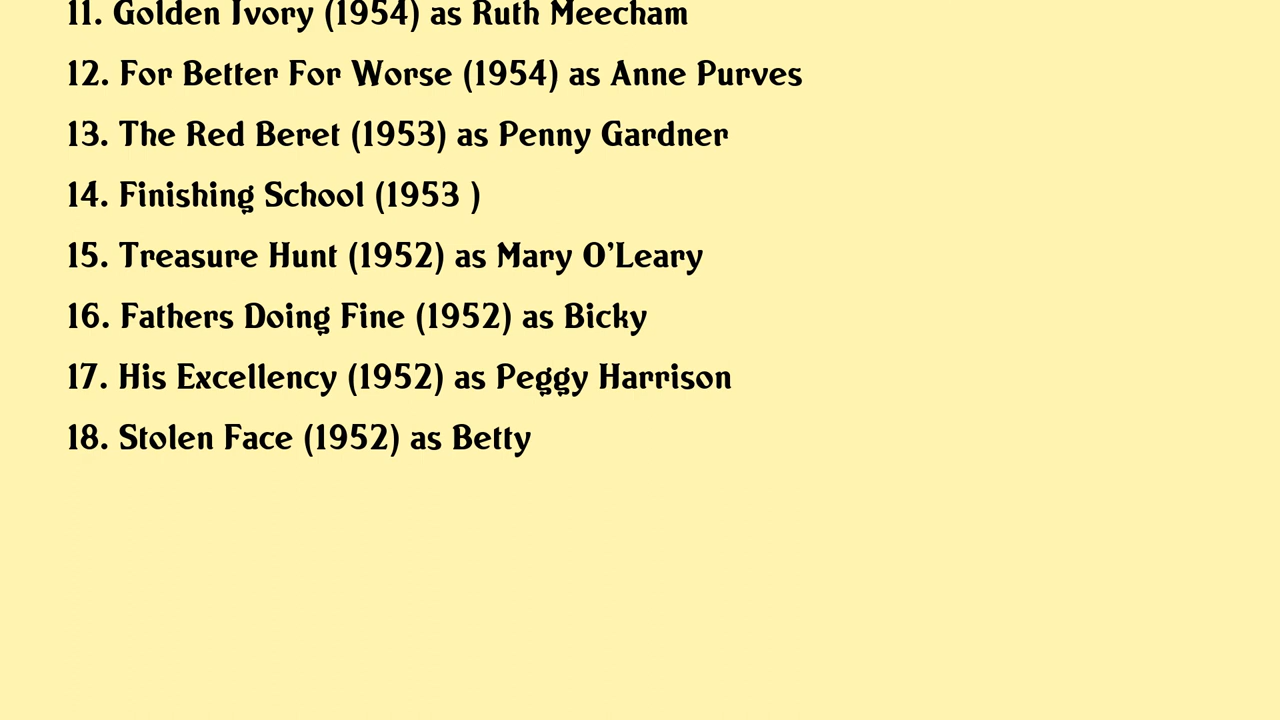 11. Golden Ivory (1954) as Ruth Meecham
12. For Better For Worse (1954) as Anne Purves
13. The Red Beret (1953) as Penny Gardner
14. Finishing School (1953 )
15. Treasure Hunt (1952) as Mary O'Leary
16. Fathers Doing Fine (1952) as Bicky
17. His Excellency (1952) as Peggy Harrison
18. Stolen Face (1952) as Betty